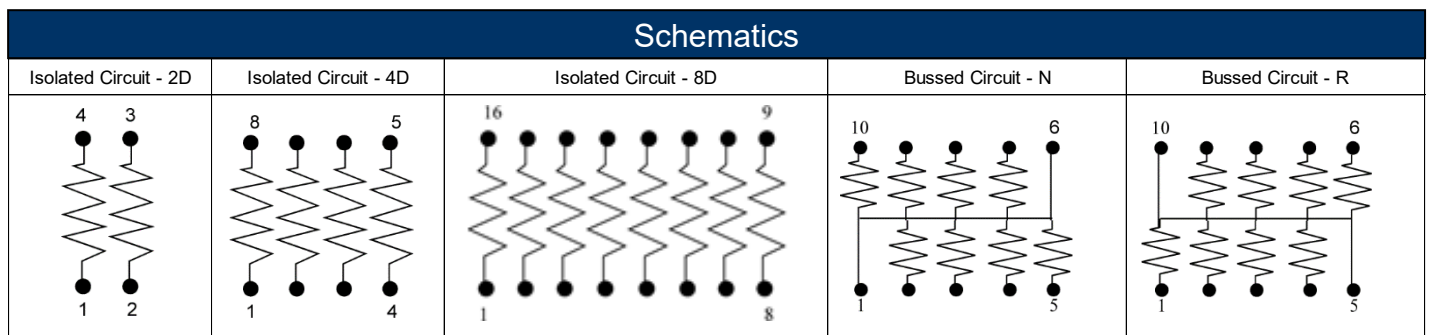 Schematics
Isolated Circuit - 2D
Isolated Circuit - 4D
Isolated Circuit - 8D
Bussed Circuit - N
Bussed Circuit - R
4 3
1 2
8 5
1 4
16 9
1 8
10 6
1 5
10 6
1 5